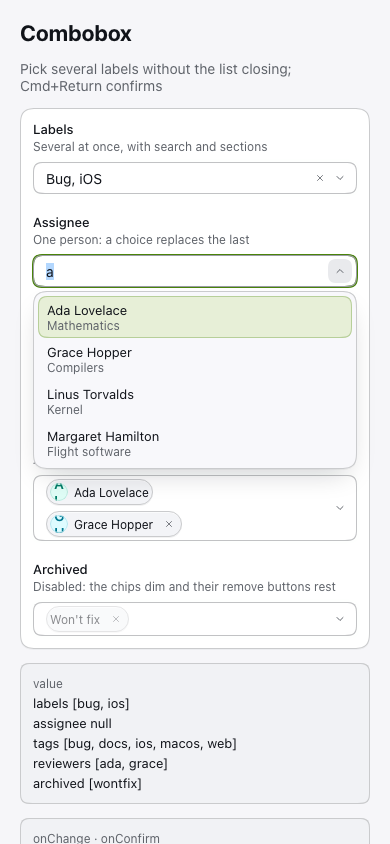 Combobox
Pick several labels without the list closing;
Cmd+Return confirms
Labels
Several at once, with search and sections
Bug, iOS
Assignee
One person: a choice replaces the last
a
Ada Lovelace
Mathematics
Grace Hopper
Compilers
Linus Torvalds
Kernel
Margaret Hamilton
Flight software
Ada Lovelace
Grace Hopper
Archived
Disabled: the chips dim and their remove buttons rest
Won't fix
value
labels [bug, ios]
assignee null
tags [bug, docs, ios, macos, web]
reviewers [ada, grace]
archived [wontfix]
onChange · onConfirm